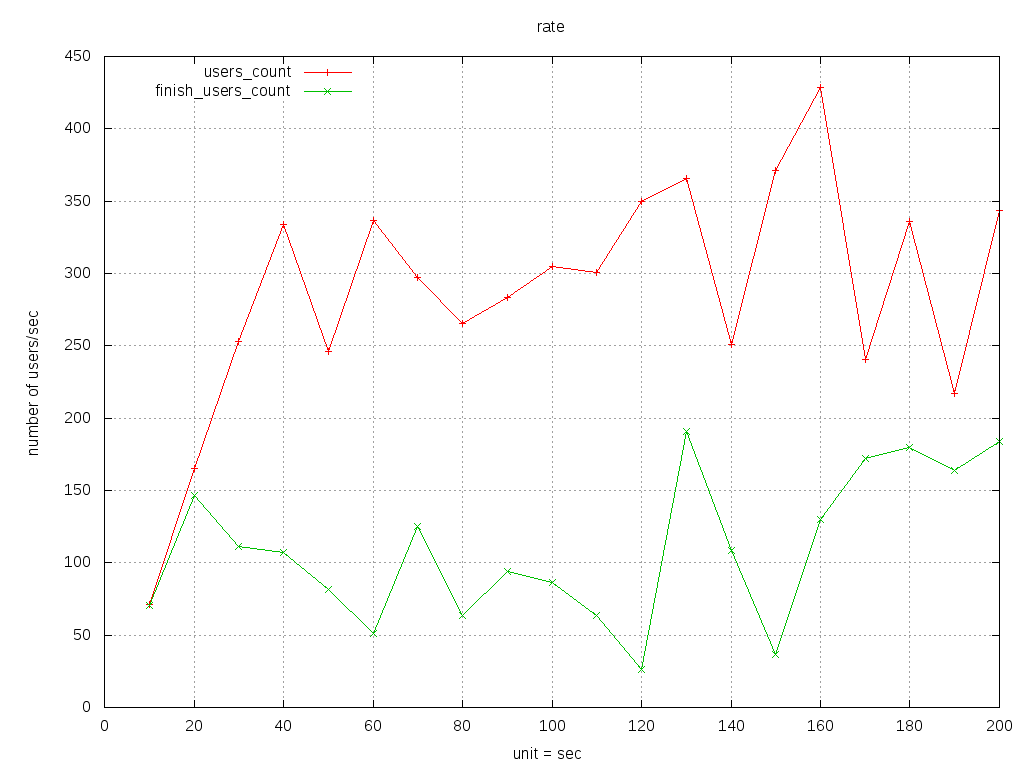 rate
users_count
finish_users_count
450
400
350
300
250
200
150
100
50
0
number of users/sec
0 20 40 60 80 100 120 140 160 180 200
unit = sec